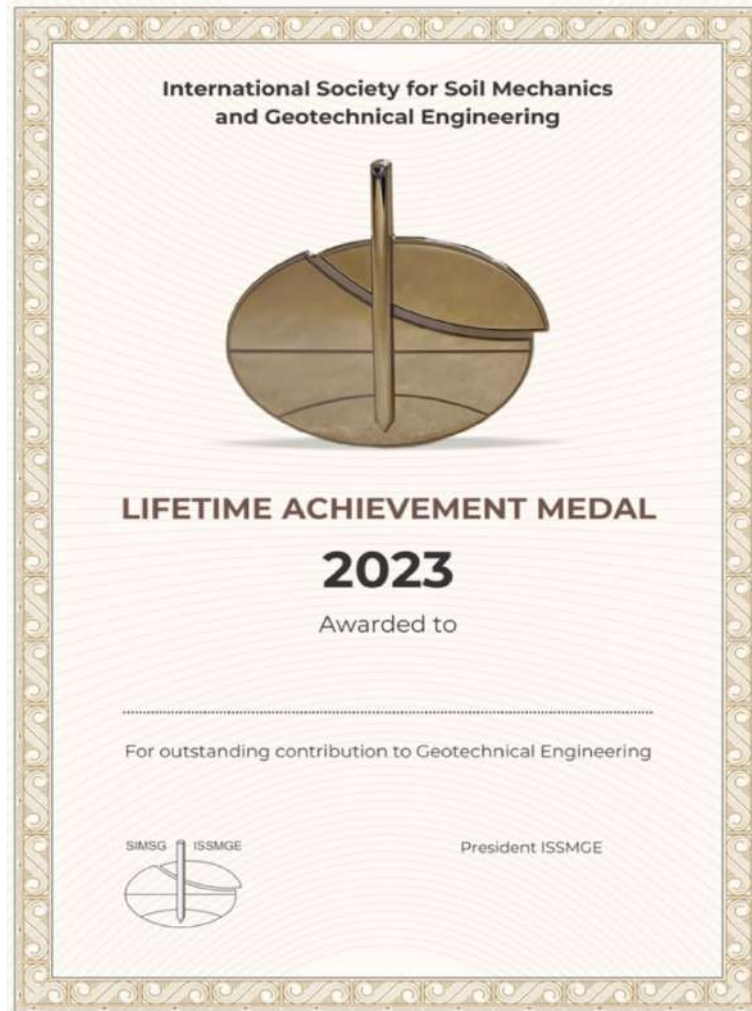 International Society for Soil Mechanics
and Geotechnical Engineering
LIFETIME ACHIEVEMENT MEDAL
2023
Awarded to
For outstanding contribution to Geotechnical Engineering
SIMSG ISSMGE
President ISSMGE